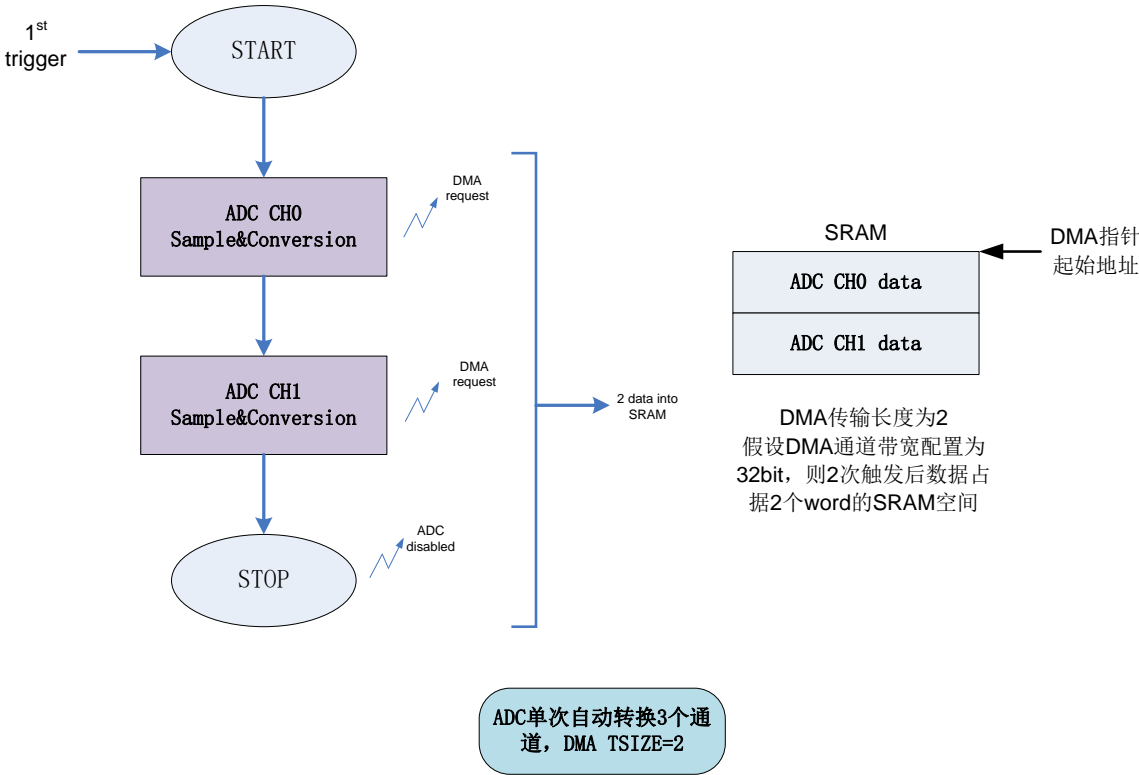 1st
trigger
START
ADC CH0
Sample&Conversion
DMA
request
ADC CH1
Sample&Conversion
DMA
request
STOP
ADC
disabled
2 data into
SRAM
SRAM
ADC CH0 data
ADC CH1 data
DMA指针
起始地址
DMA传输长度为2
假设DMA通道带宽配置为
32bit，则2次触发后数据占
据2个word的SRAM空间
ADC单次自动转换3个通
道，DMA TSIZE=2